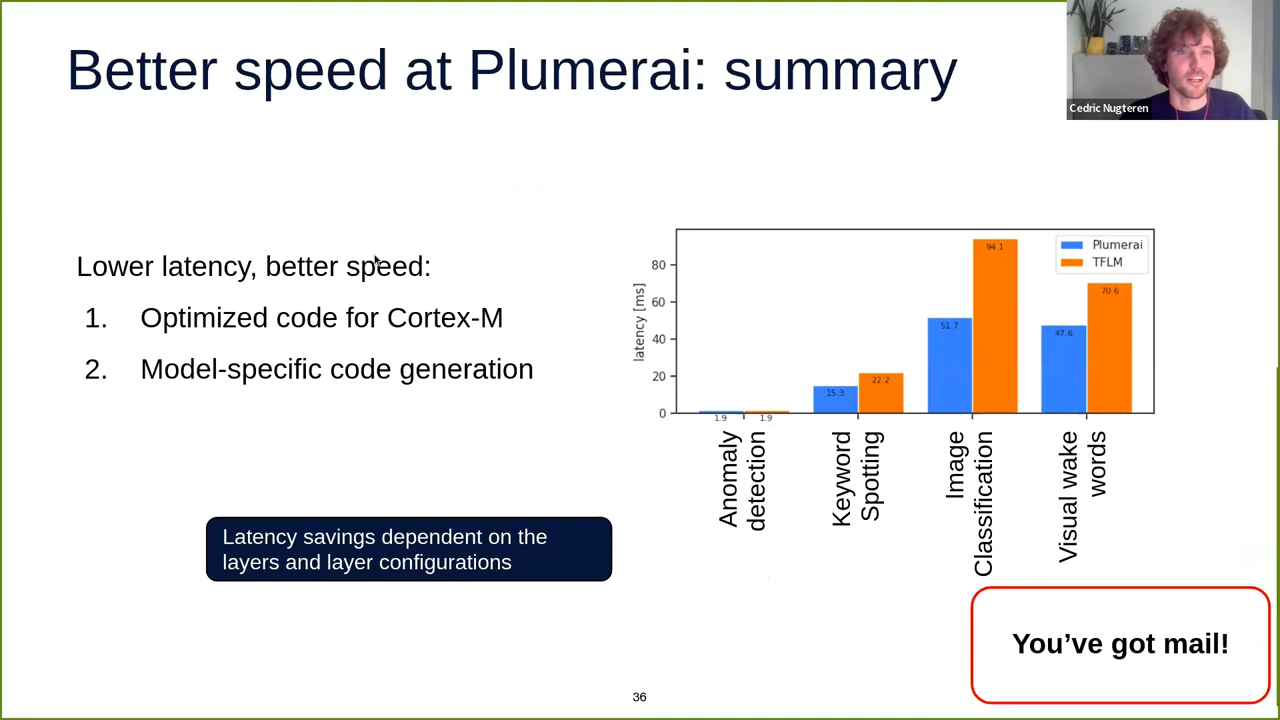 Better speed at Plumerai: summary
Cedric Nugteren
Lower latency, better speed:
1. Optimized code for Cortex-M
2. Model-specific code generation
Latency savings dependent on the
layers and layer configurations
latency [ms]
80
60
40
20
0
Plumerai
TFLM
1.9
1.9
15.3
22.2
51.7
94.1
47.6
70.6
Anomaly
detection
Keyword
Spotting
Image
Classification
Visual wake
words
You’ve got mail!
36